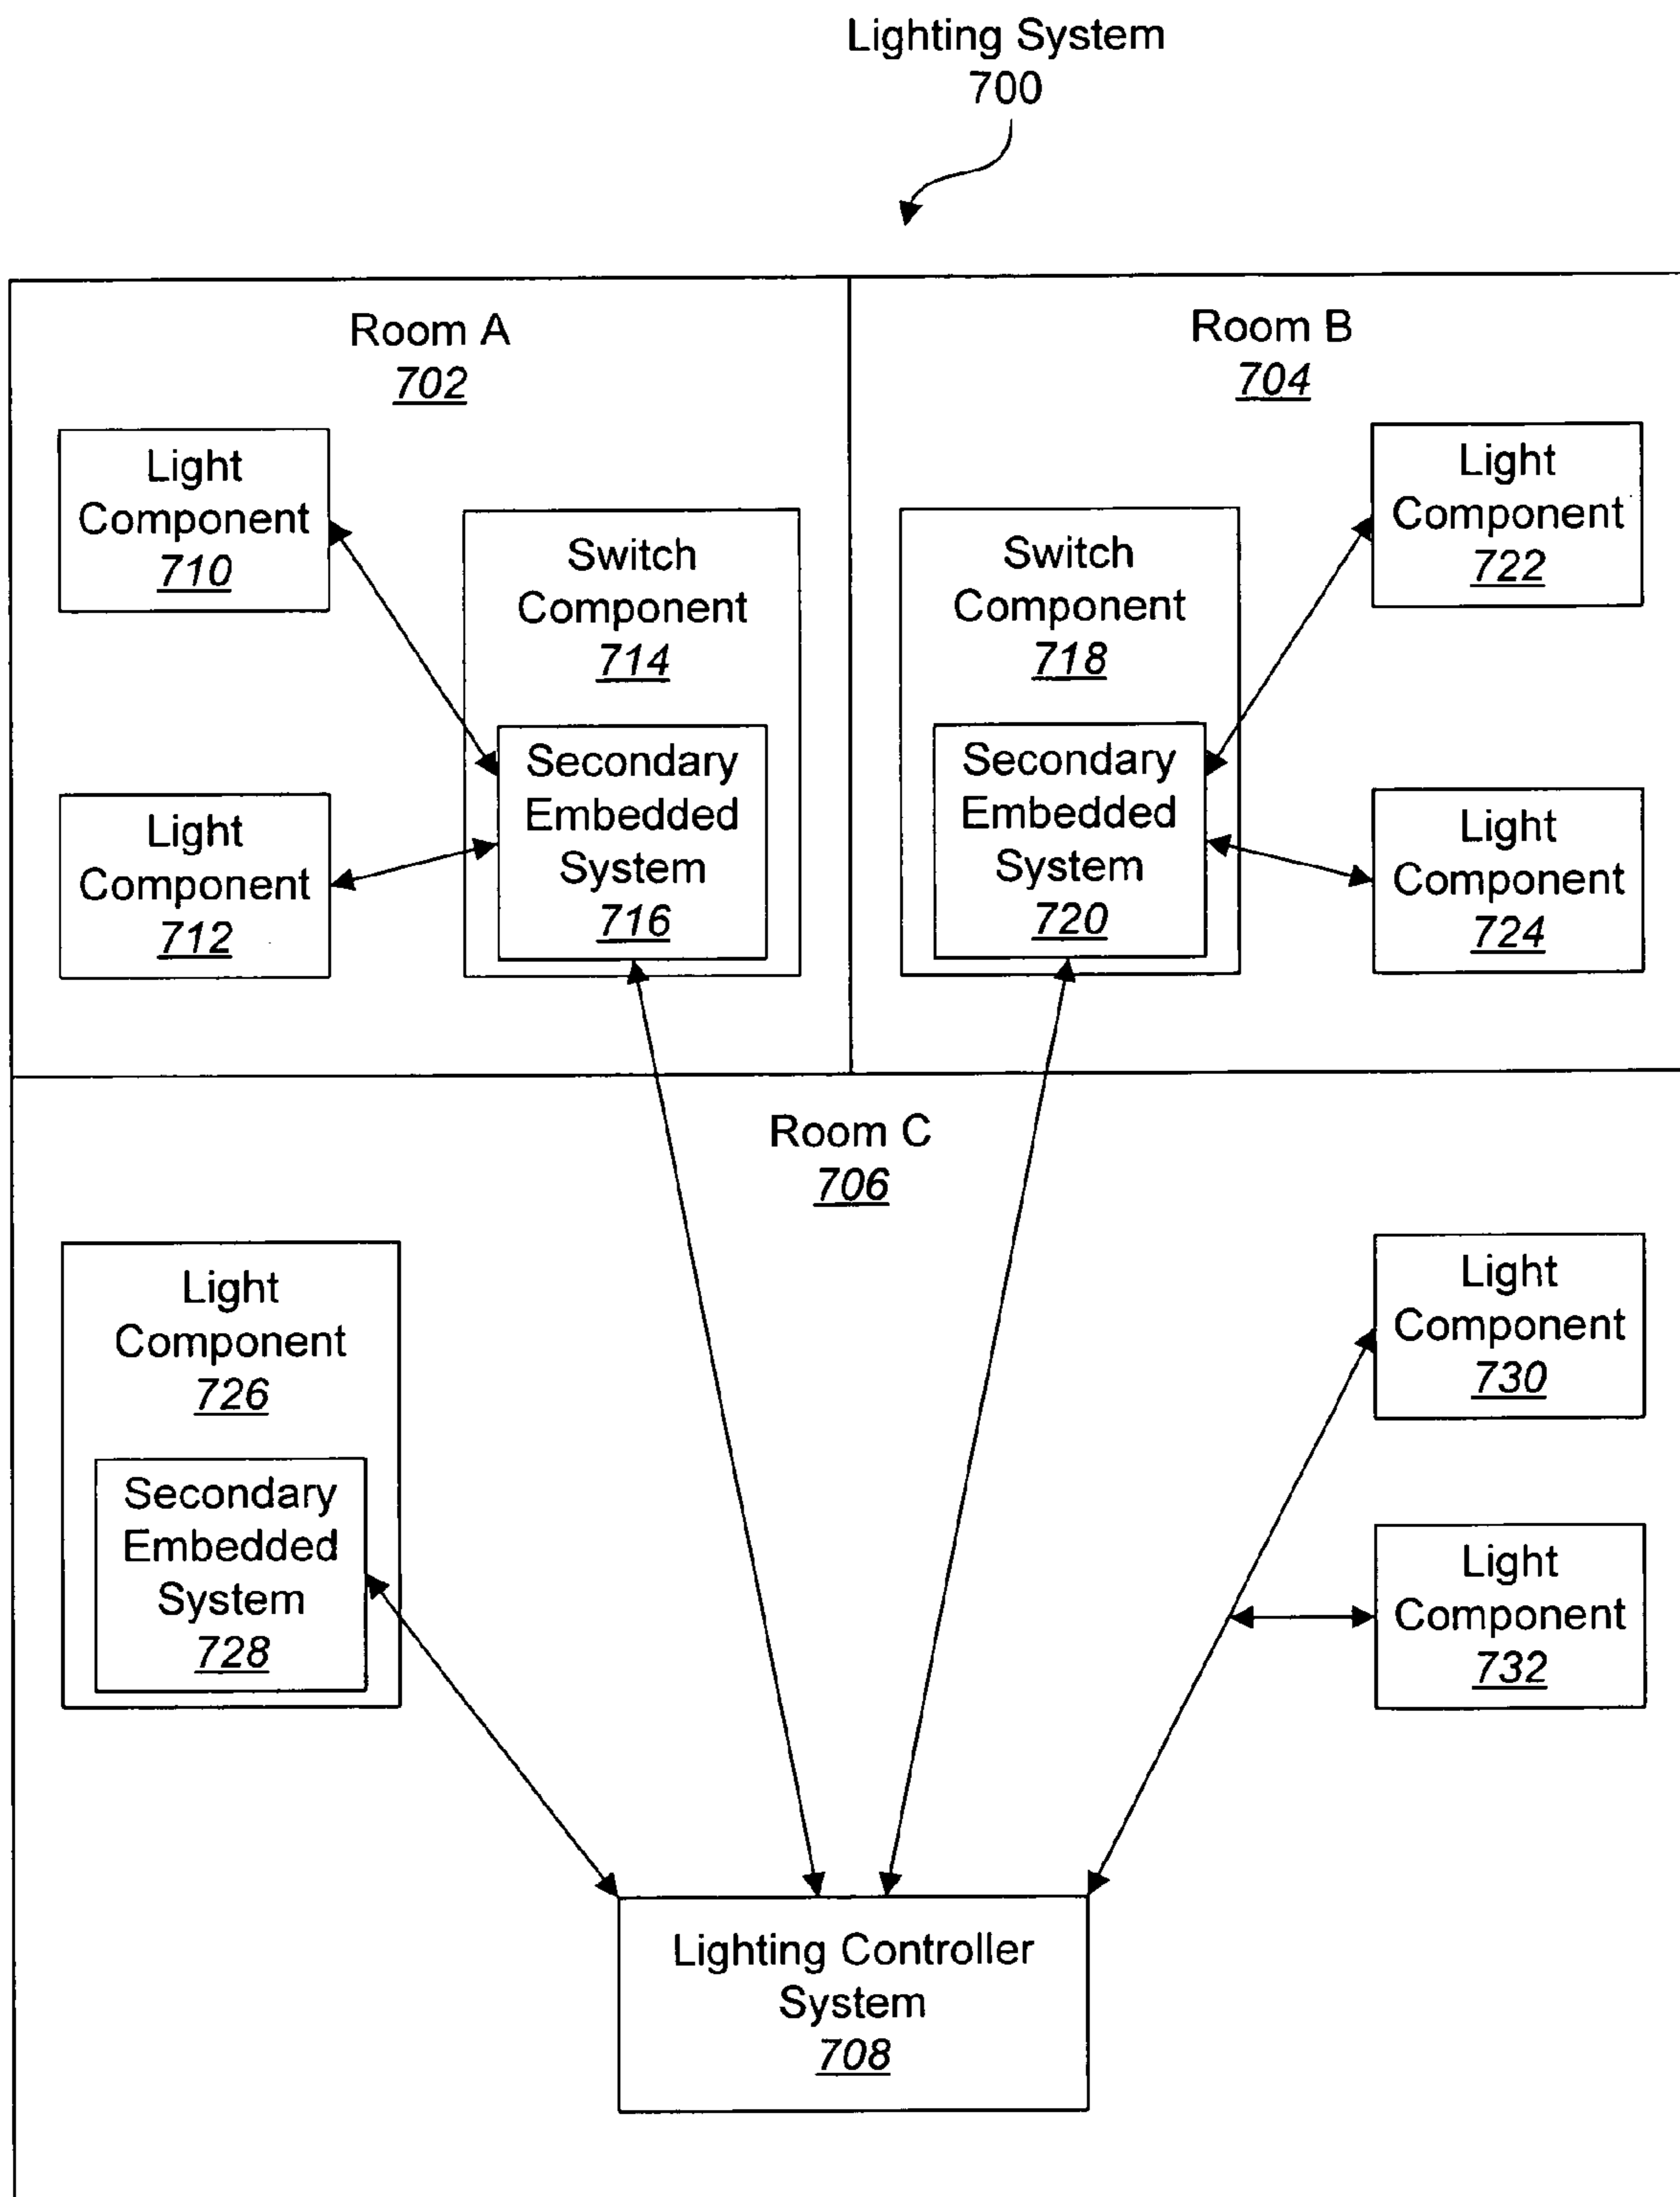 Lighting System
700
Room A
702
Light
Component
710
Light
Component
712
Switch
Component
714
Secondary
Embedded
System
716
Room B
704
Switch
Component
718
Secondary
Embedded
System
720
Light
Component
722
Light
Component
724
Room C
706
Light
Component
726
Secondary
Embedded
System
728
Light
Component
730
Light
Component
732
Lighting Controller
System
708